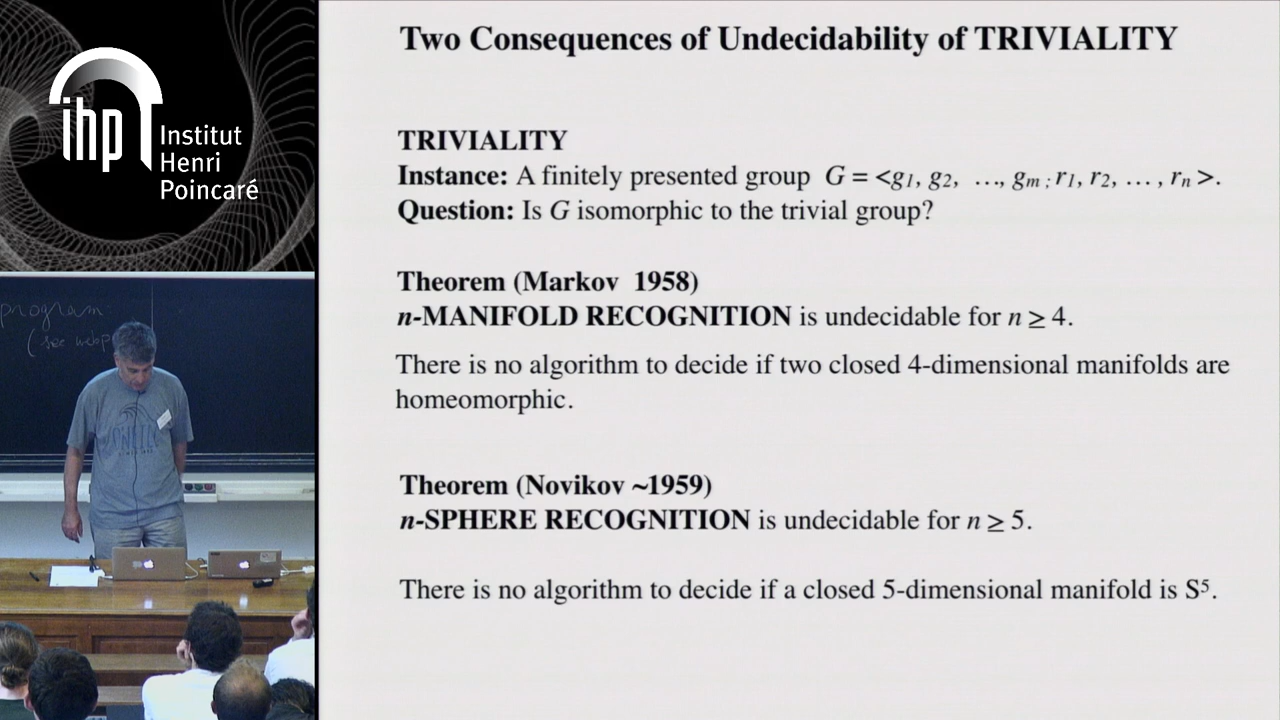 ihp Institut
Henri
Poincaré
program:
(see
Two Consequences of Undecidability of TRIVIALITY
TRIVIALITY
Instance: A finitely presented group G = <g1, g2, …, gm ; r1, r2, … , rn >.
Question: Is G isomorphic to the trivial group?
Theorem (Markov 1958)
n-MANIFOLD RECOGNITION is undecidable for n ≥ 4.
There is no algorithm to decide if two closed 4-dimensional manifolds are
homeomorphic.
Theorem (Novikov ~1959)
n-SPHERE RECOGNITION is undecidable for n ≥ 5.
There is no algorithm to decide if a closed 5-dimensional manifold is S⁵.